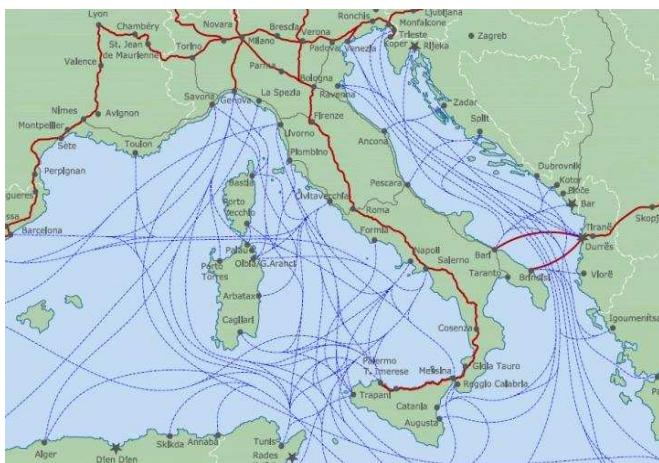 Lyon
Chambéry
St. Jean
de Maurienne
Novara
Milano
Torino
Brescia
Verona
Padova
Venezia
Ronchis
Monfalcone
Trieste
Koper
Rijeka
Ljubljana
Zagreb
Valence
Parma
Bologna
Ravenna
Savona
Genova
La Spezia
Nîmes
Avignon
Montpellier
Sète
Toulon
Firenze
Livorno
Piombino
Ancona
Zadar
Split
Perpignan
Figueres
Barcelona
Bastia
Porto
Vecchio
Civitavecchia
Roma
Pescara
Dubrovnik
Kotor
Ploče
Bar
Skopj
Palau
Olbia
G.Aranci
Porto
Torres
Formia
Napoli
Salerno
Bari
Brindisi
Taranto
Tiranë
Durrës
Vlorë
Arbatax
Cagliari
Cosenza
Igoumenitsa
Palermo
T. Imerese
Trapani
Messina
Gioia Tauro
Reggio Calabria
Catania
Augusta
Pa
Alger
Djen Djen
Skikda
Annaba
Tunis
Rades